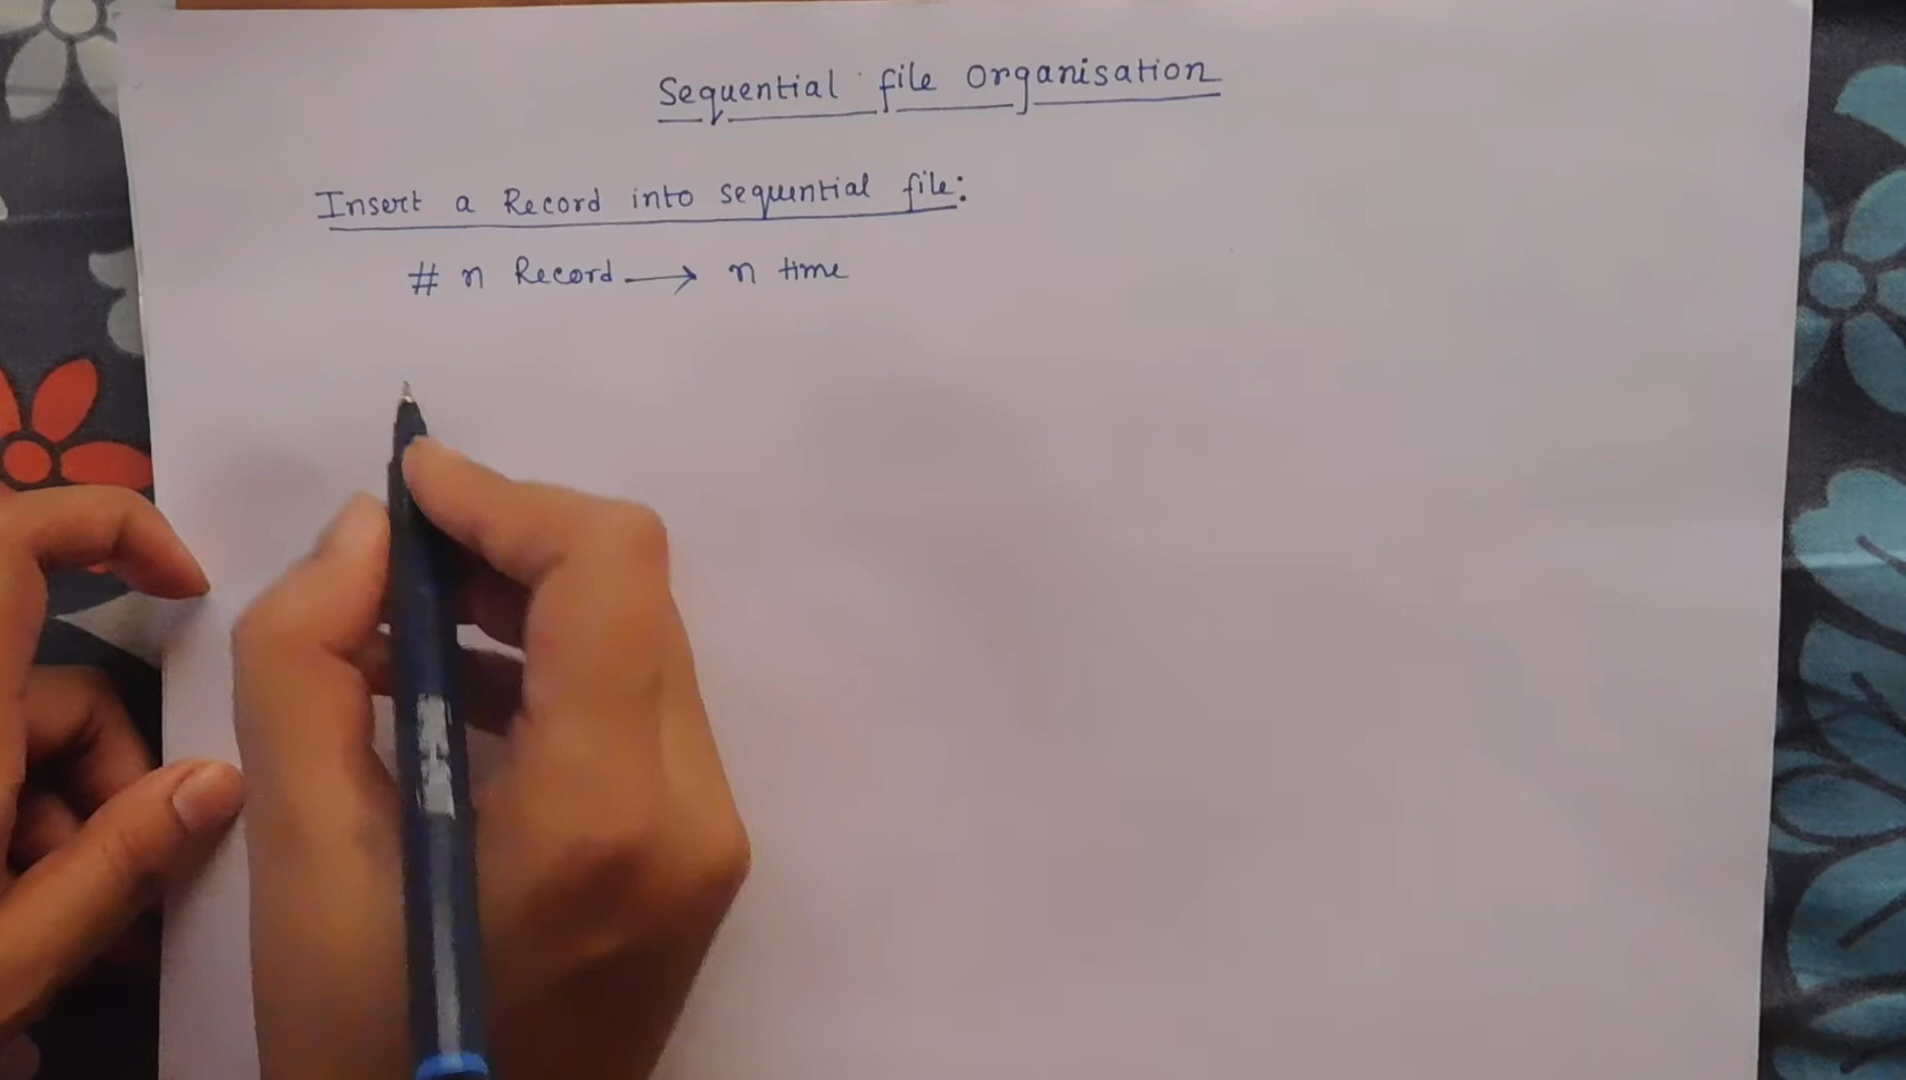 Sequential file Organisation
Insert a Record into sequential file:
# n Record → n time